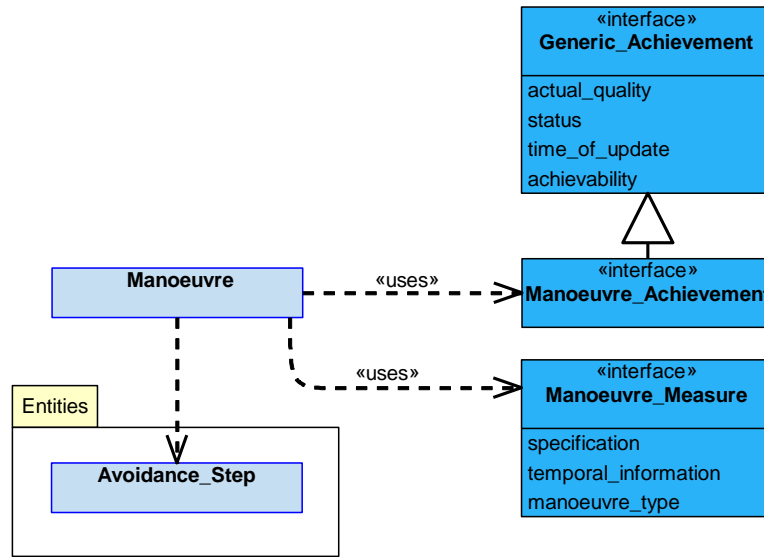 «interface»
Generic_Achievement
actual_quality
status
time_of_update
achievability
Manoeuvre
«uses»
«interface»
Manoeuvre_Achievement
«uses»
«interface»
Manoeuvre_Measure
specification
temporal_information
manoeuvre_type
Entities
Avoidance_Step